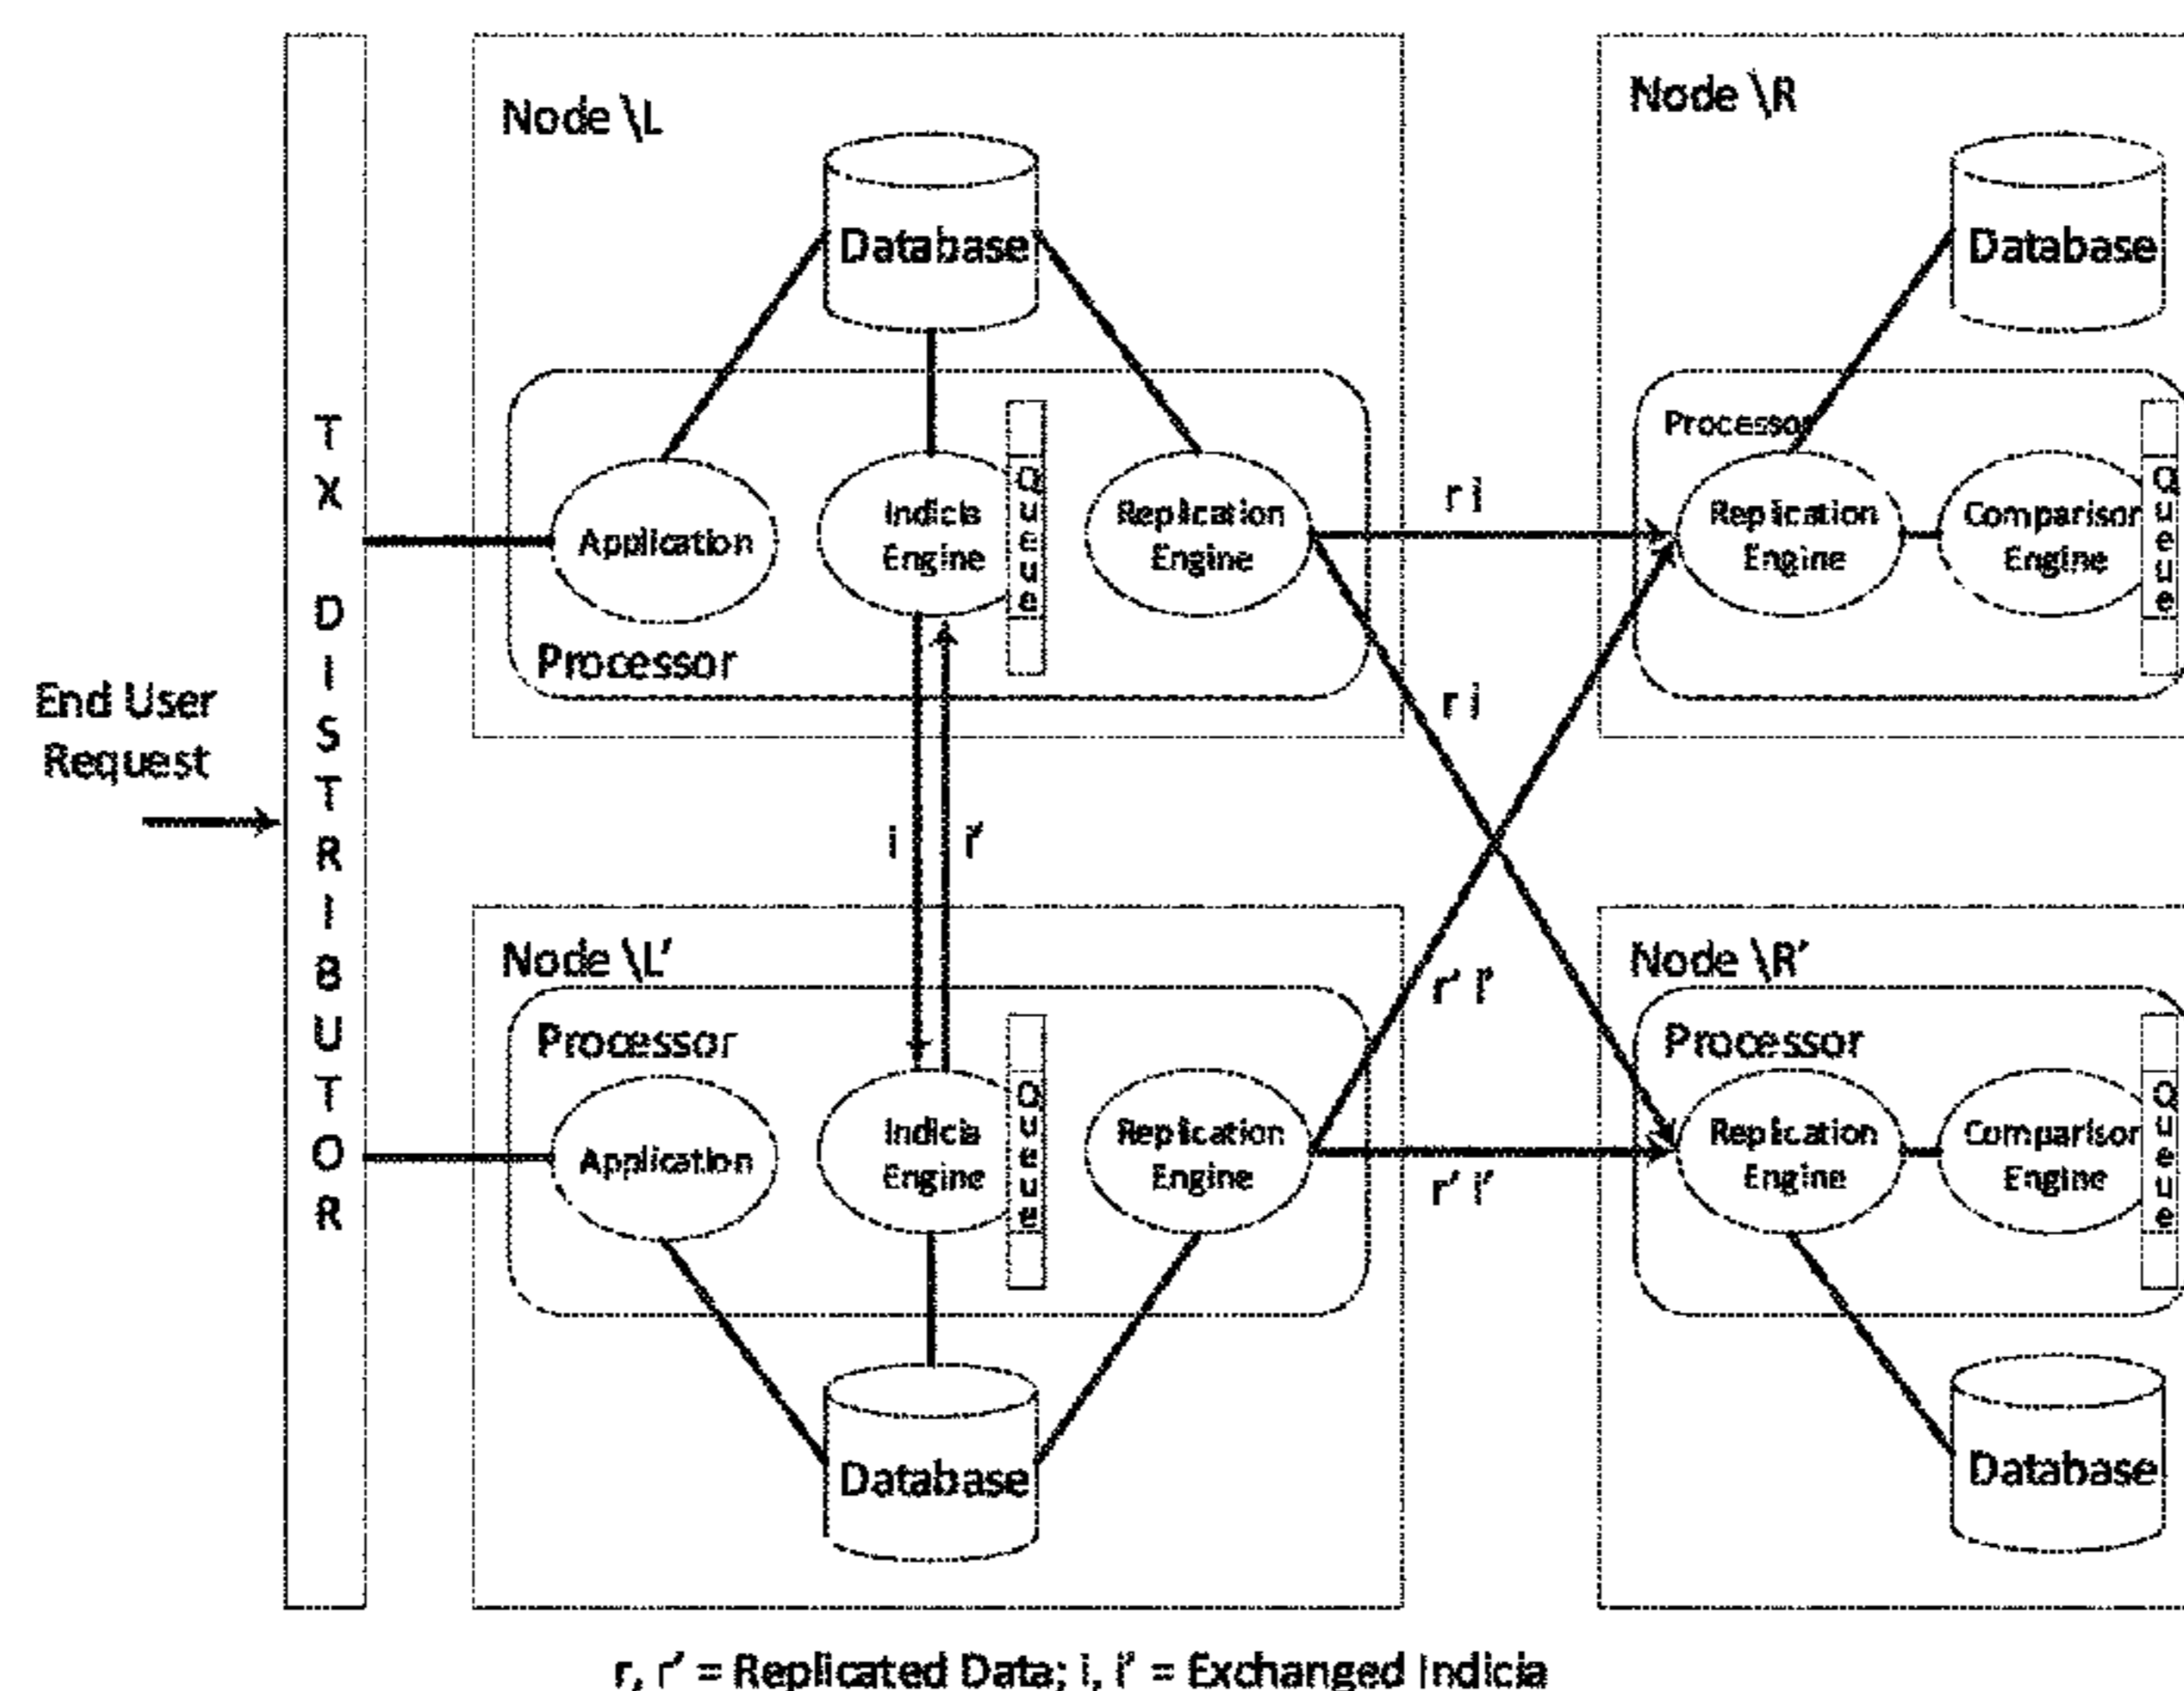 Node \L
Node \R
Database
Database
Processor
Application
Indicia
Engine
Queue
Replication
Engine
Processor
Replication
Engine
Comparison
Engine
Queue
r i
r i
TX DISTRIBUTOR
End User
Request
i
i'
Node \L'
Node \R'
r' i'
r' i'
Processor
Application
Indicia
Engine
Queue
Replication
Engine
Processor
Replication
Engine
Comparison
Engine
Queue
Database
Database
r, r' = Replicated Data; i, i' = Exchanged Indicia